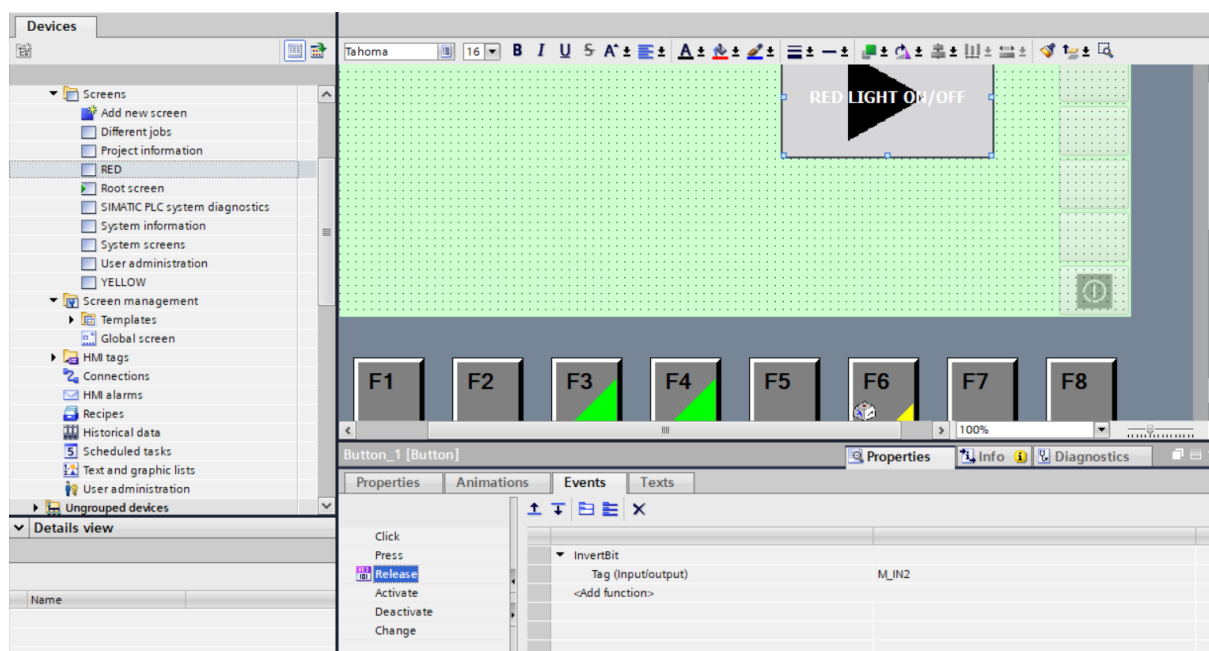 Devices
Tahoma 16 B I U S A A
Screens
Add new screen
Different jobs
Project information
RED
Root screen
SIMATIC PLC system diagnostics
System information
System screens
User administration
YELLOW
Screen management
Templates
Global screen
HMI tags
Connections
HMI alarms
Recipes
Historical data
Scheduled tasks
Text and graphic lists
User administration
Ungrouped devices
Details view
Name
RED LIGHT ON/OFF
F1 F2 F3 F4 F5 F6 F7 F8
100%
Button_1 [Button]
Properties Info Diagnostics
Properties Animations Events Texts
Click
Press
Release
Activate
Deactivate
Change
InvertBit
Tag (Input/output) M_IN2
<Add function>